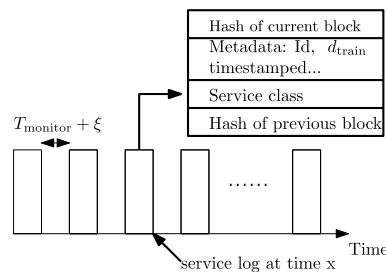 Hash of current block
Metadata: Id, d_train
timestamped...
Service class
Hash of previous block
T_monitor + ξ
......
Time
service log at time x